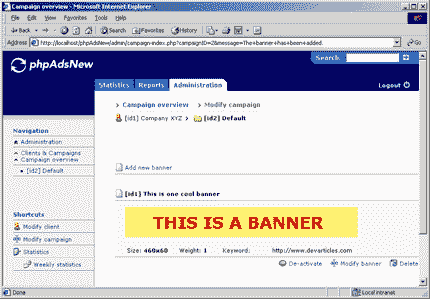 Campaign overview - Microsoft Internet Explorer
File Edit View Favorites Tools Help
Back Search Favorites History
Address http://localhost/phpAdsNew/admin/campaign-index.php?campaignID=2&message=The+banner+has+been+added. Go
phpAdsNew
Search:
Statistics Reports Administration Logout
Campaign overview Modify campaign
[id1] Company XYZ > [id2] Default
Navigation
Administration
Clients & Campaigns
Campaign overview
[id2] Default
Add new banner
[id1] This is one cool banner
THIS IS A BANNER
Size: 468x60 Weight: 1 Keyword: http://www.devarticles.com
De-activate Modify banner Delete
Shortcuts
Modify client
Modify campaign
Statistics
Weekly statistics
Done
Local intranet